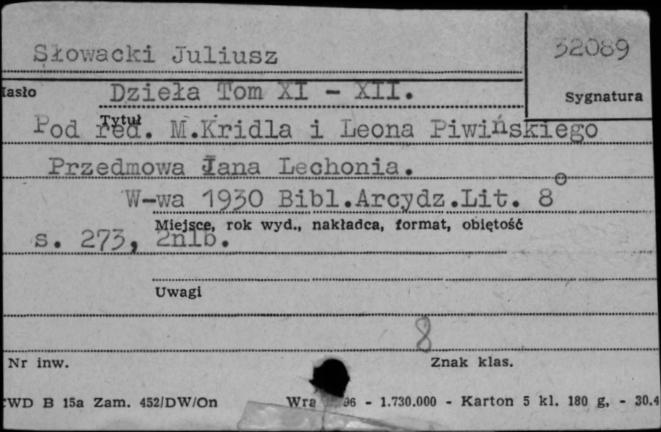 Słowacki Juliusz
32089
Hasło
Dzieła Tom XI - XII.
Sygnatura
Tytuł
Pod red. M.Kridla i Leona Piwińskiego
Przedmowa Jana Lechonia.
W-wa 1930 Bibl.Arcydz.Lit. 8°
Miejsce, rok wyd., nakładca, format, objętość
s. 273, 2nlb.
Uwagi
8
Nr inw.
Znak klas.
CWD B 15a Zam. 452/DW/On 96 - 1.730.000 - Karton 5 kl. 180 g. - 30.4